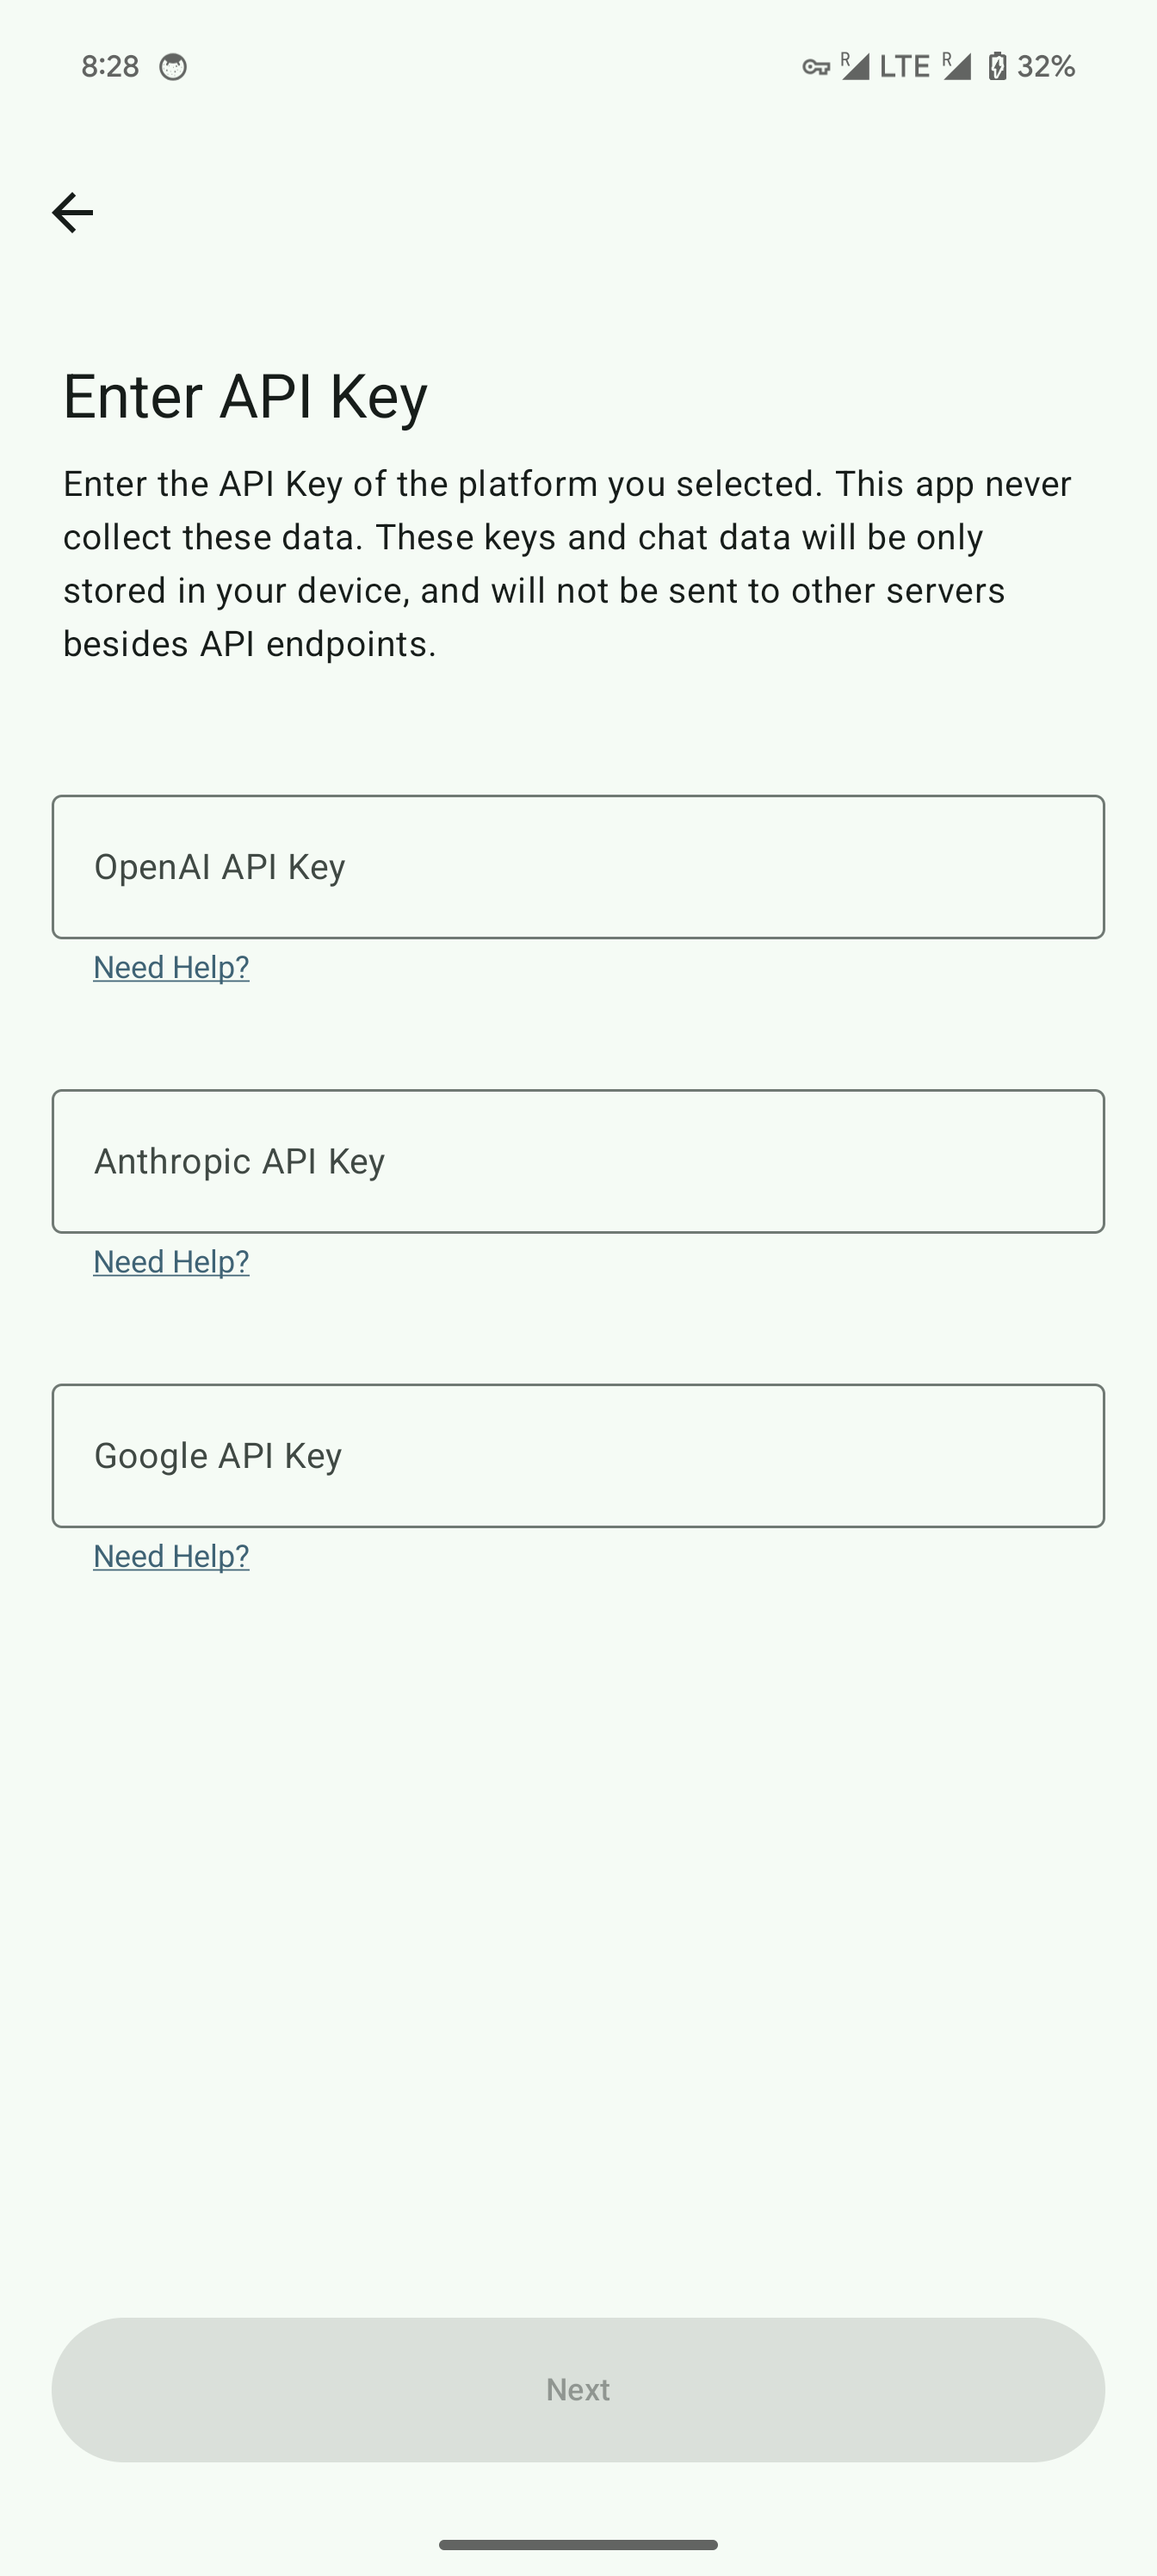 8:28 R LTE R 32%
Enter API Key
Enter the API Key of the platform you selected. This app never
collect these data. These keys and chat data will be only
stored in your device, and will not be sent to other servers
besides API endpoints.
OpenAI API Key
Need Help?
Anthropic API Key
Need Help?
Google API Key
Need Help?
Next